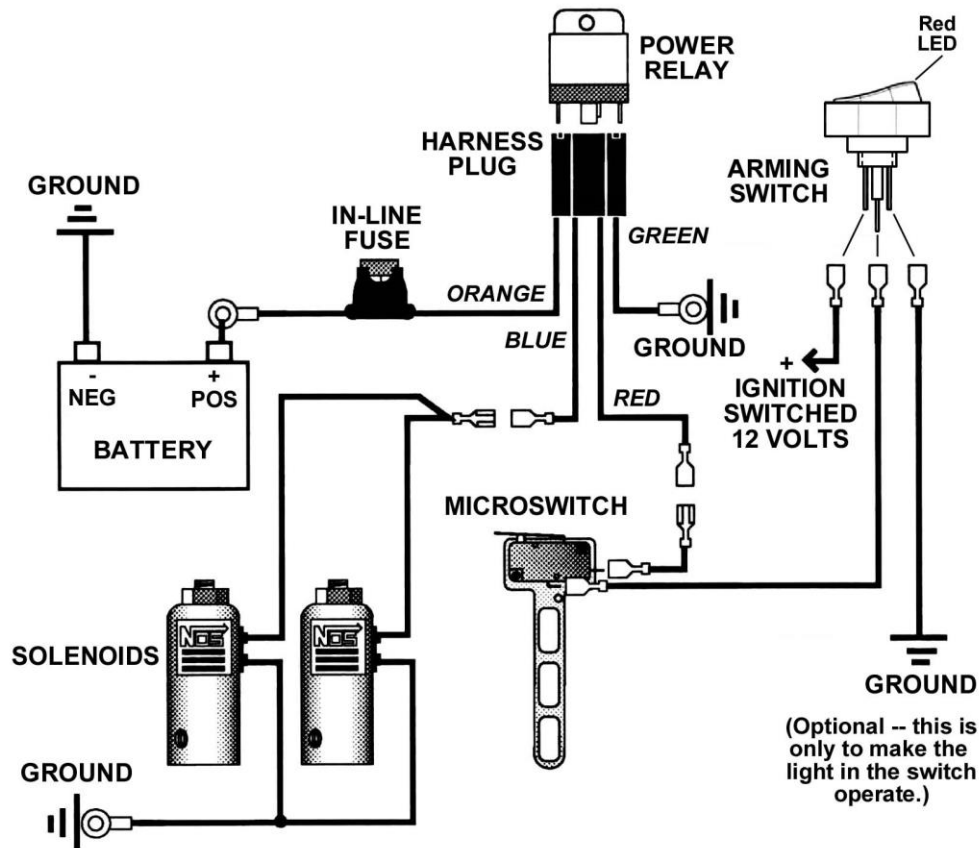 POWER
RELAY
Red
LED
HARNESS
PLUG
ARMING
SWITCH
GROUND
IN-LINE
FUSE
GREEN
ORANGE
BLUE
GROUND
-
NEG
+
POS
BATTERY
RED
+
IGNITION
SWITCHED
12 VOLTS
MICROSWITCH
SOLENOIDS
NOS
NOS
GROUND
(Optional -- this is
only to make the
light in the switch
operate.)
GROUND